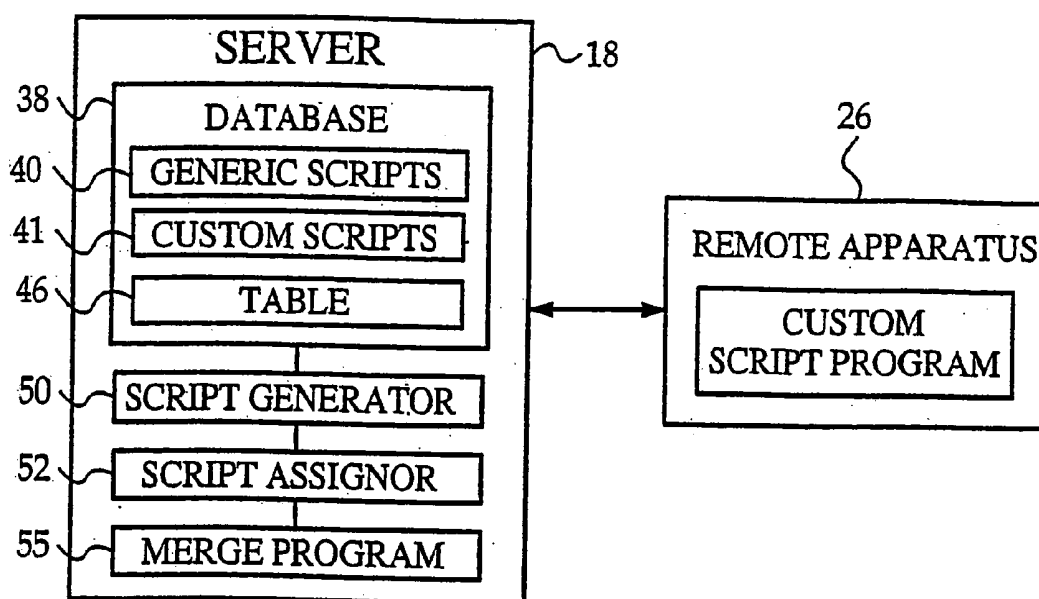 SERVER
18
38
DATABASE
40
GENERIC SCRIPTS
41
CUSTOM SCRIPTS
46
TABLE
50
SCRIPT GENERATOR
52
SCRIPT ASSIGNOR
55
MERGE PROGRAM
26
REMOTE APPARATUS
CUSTOM
SCRIPT PROGRAM